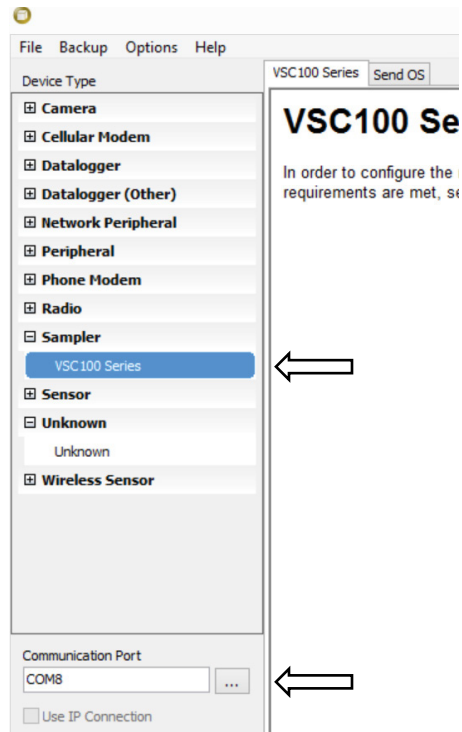 File Backup Options Help
Device Type
Camera
Cellular Modem
Datalogger
Datalogger (Other)
Network Peripheral
Peripheral
Phone Modem
Radio
Sampler
VSC100 Series
Sensor
Unknown
Unknown
Wireless Sensor
Communication Port
COM8
...
Use IP Connection
VSC100 Series Send OS
VSC100 Se
In order to configure the
requirements are met, se